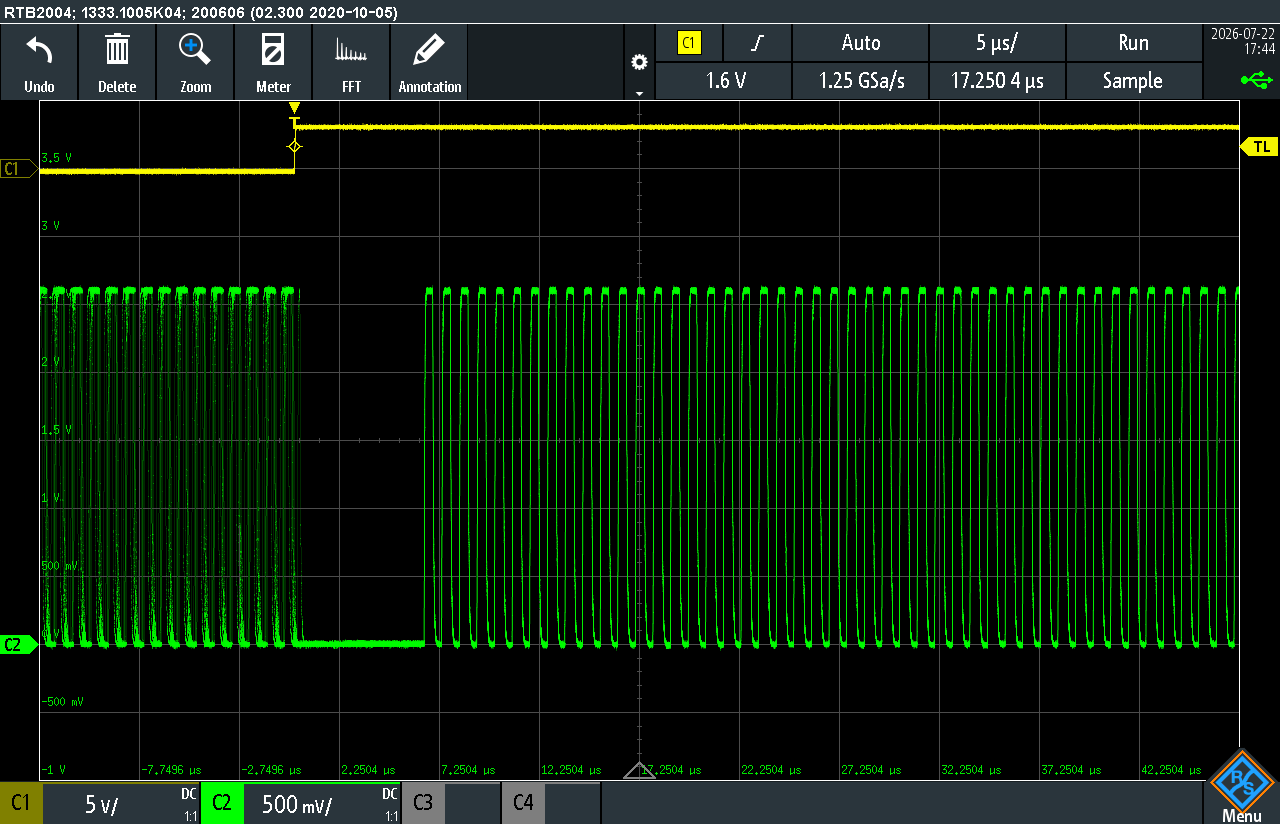 RTB2004; 1333.1005K04; 200606 (02.300 2020-10-05)
Undo
Delete
Zoom
Meter
FFT
Annotation
C1
Auto
5 µs/
Run
1.6 V
1.25 GSa/s
17.250 4 µs
Sample
2026-07-22
17:44
T
C1
TL
3.5 V
3 V
2 V
1.5 V
1 V
500 mV
C2
-500 mV
-1 V
-7.7496 µs
-2.7496 µs
2.2504 µs
7.2504 µs
12.2504 µs
17.2504 µs
22.2504 µs
27.2504 µs
32.2504 µs
37.2504 µs
42.2504 µs
C1
5 V/
DC
1:1
C2
500 mV/
DC
1:1
C3
C4
R S
Menu